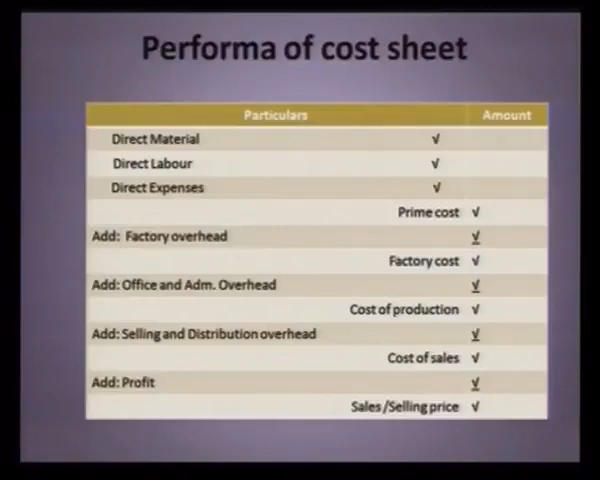 Performa of cost sheet
Particulars Amount
Direct Material √
Direct Labour √
Direct Expenses √
Prime cost √
Add: Factory overhead √
Factory cost √
Add: Office and Adm. Overhead √
Cost of production √
Add: Selling and Distribution overhead √
Cost of sales √
Add: Profit √
Sales /Selling price √